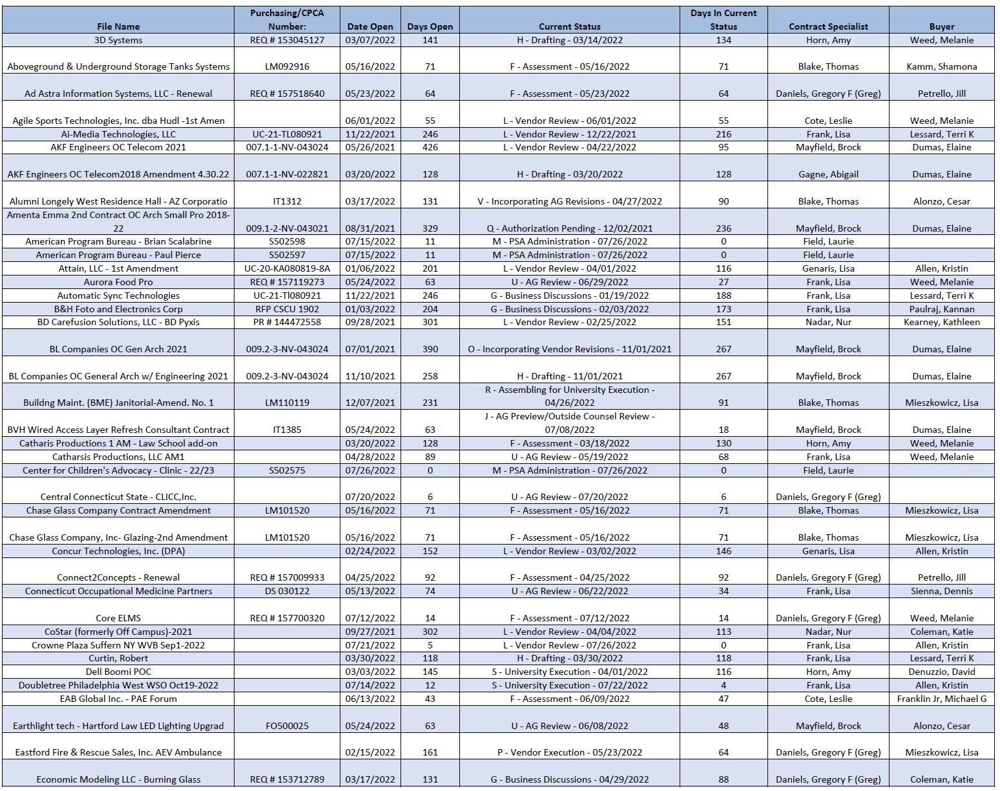 File Name Purchasing/CPCA Number: Date Open Days Open Current Status Days In Current Status Contract Specialist Buyer
3D Systems REQ # 153045127 03/07/2022 141 H - Drafting - 03/14/2022 134 Horn, Amy Weed, Melanie
Aboveground & Underground Storage Tanks Systems LM092916 05/16/2022 71 F - Assessment - 05/16/2022 71 Blake, Thomas Kamm, Shamona
Ad Astra Information Systems, LLC - Renewal REQ # 157518640 05/23/2022 64 F - Assessment - 05/23/2022 64 Daniels, Gregory F (Greg) Petrello, Jill
Agile Sports Technologies, Inc. dba Hudl -1st Amen 06/01/2022 55 L - Vendor Review - 06/01/2022 55 Cote, Leslie Weed, Melanie
Ai-Media Technologies, LLC UC-21-TL080921 11/22/2021 246 L - Vendor Review - 12/22/2021 216 Frank, Lisa Lessard, Terri K
AKF Engineers OC Telecom 2021 007.1-1-NV-043024 05/26/2021 426 L - Vendor Review - 04/22/2022 95 Mayfield, Brock Dumas, Elaine
AKF Engineers OC Telecom2018 Amendment 4.30.22 007.1-1-NV-022821 03/20/2022 128 H - Drafting - 03/20/2022 128 Gagne, Abigail Dumas, Elaine
Alumni Longely West Residence Hall - AZ Corporatio IT1312 03/17/2022 131 V - Incorporating AG Revisions - 04/27/2022 90 Blake, Thomas Alonzo, Cesar
Amenta Emma 2nd Contract OC Arch Small Pro 2018-
22 009.1-2-NV-043021 08/31/2021 329 Q - Authorization Pending - 12/02/2021 236 Mayfield, Brock Dumas, Elaine
American Program Bureau - Brian Scalabrine S502598 07/15/2022 11 M - PSA Administration - 07/26/2022 0 Field, Laurie
American Program Bureau - Paul Pierce S502597 07/15/2022 11 M - PSA Administration - 07/26/2022 0 Field, Laurie
Attain, LLC - 1st Amendment UC-20-KA080819-8A 01/06/2022 201 L - Vendor Review - 04/01/2022 116 Genaris, Lisa Allen, Kristin
Aurora Food Pro REQ # 157119273 05/24/2022 63 U - AG Review - 06/29/2022 27 Frank, Lisa Weed, Melanie
Automatic Sync Technologies UC-21-Tl080921 11/22/2021 246 G - Business Discussions - 01/19/2022 188 Frank, Lisa Lessard, Terri K
B&H Foto and Electronics Corp RFP CSCU 1902 01/03/2022 204 G - Business Discussions - 02/03/2022 173 Frank, Lisa Paulraj, Kannan
BD Carefusion Solutions, LLC - BD Pyxis PR # 144472558 09/28/2021 301 L - Vendor Review - 02/25/2022 151 Nadar, Nur Kearney, Kathleen
BL Companies OC Gen Arch 2021 009.2-3-NV-043024 07/01/2021 390 O - Incorporating Vendor Revisions - 11/01/2021 267 Mayfield, Brock Dumas, Elaine
BL Companies OC General Arch w/ Engineering 2021 009.2-3-NV-043024 11/10/2021 258 H - Drafting - 11/01/2021 267 Mayfield, Brock Dumas, Elaine
R - Assembling for University Execution -
Buildng Maint. (BME) Janitorial-Amend. No. 1 LM110119 12/07/2021 231 04/26/2022 91 Blake, Thomas Mieszkowicz, Lisa
J - AG Preview/Outside Counsel Review -
BVH Wired Access Layer Refresh Consultant Contract IT1385 05/24/2022 63 07/08/2022 18 Mayfield, Brock Dumas, Elaine
Catharis Productions 1 AM - Law School add-on 03/20/2022 128 F - Assessment - 03/18/2022 130 Horn, Amy Weed, Melanie
Catharsis Productions, LLC AM1 04/28/2022 89 U - AG Review - 05/19/2022 68 Frank, Lisa Weed, Melanie
Center for Children's Advocacy - Clinic - 22/23 S502575 07/26/2022 0 M - PSA Administration - 07/26/2022 0 Field, Laurie
Central Connecticut State - CLICC,Inc. 07/20/2022 6 U - AG Review - 07/20/2022 6 Daniels, Gregory F (Greg)
Chase Glass Company Contract Amendment LM101520 05/16/2022 71 F - Assessment - 05/16/2022 71 Blake, Thomas Mieszkowicz, Lisa
Chase Glass Company, Inc- Glazing-2nd Amendment LM101520 05/16/2022 71 F - Assessment - 05/16/2022 71 Blake, Thomas Mieszkowicz, Lisa
Concur Technologies, Inc. (DPA) 02/24/2022 152 L - Vendor Review - 03/02/2022 146 Genaris, Lisa Allen, Kristin
Connect2Concepts - Renewal REQ # 157009933 04/25/2022 92 F - Assessment - 04/25/2022 92 Daniels, Gregory F (Greg) Petrello, Jill
Connecticut Occupational Medicine Partners DS 030122 05/13/2022 74 U - AG Review - 06/22/2022 34 Frank, Lisa Sienna, Dennis
Core ELMS REQ # 157700320 07/12/2022 14 F - Assessment - 07/12/2022 14 Daniels, Gregory F (Greg) Weed, Melanie
CoStar (formerly Off Campus)-2021 09/27/2021 302 L - Vendor Review - 04/04/2022 113 Nadar, Nur Coleman, Katie
Crowne Plaza Suffern NY WVB Sep1-2022 07/21/2022 5 L - Vendor Review - 07/26/2022 0 Frank, Lisa Allen, Kristin
Curtin, Robert 03/30/2022 118 H - Drafting - 03/30/2022 118 Frank, Lisa Lessard, Terri K
Dell Boomi POC 03/03/2022 145 S - University Execution - 04/01/2022 116 Horn, Amy Denuzzio, David
Doubletree Philadelphia West WSO Oct19-2022 07/14/2022 12 S - University Execution - 07/22/2022 4 Frank, Lisa Allen, Kristin
EAB Global Inc. - PAE Forum 06/13/2022 43 F - Assessment - 06/09/2022 47 Cote, Leslie Franklin Jr, Michael G
Earthlight tech - Hartford Law LED Lighting Upgrad FO500025 05/24/2022 63 U - AG Review - 06/08/2022 48 Mayfield, Brock Alonzo, Cesar
Eastford Fire & Rescue Sales, Inc. AEV Ambulance 02/15/2022 161 P - Vendor Execution - 05/23/2022 64 Daniels, Gregory F (Greg) Mieszkowicz, Lisa
Economic Modeling LLC - Burning Glass REQ # 153712789 03/17/2022 131 G - Business Discussions - 04/29/2022 88 Daniels, Gregory F (Greg) Coleman, Katie